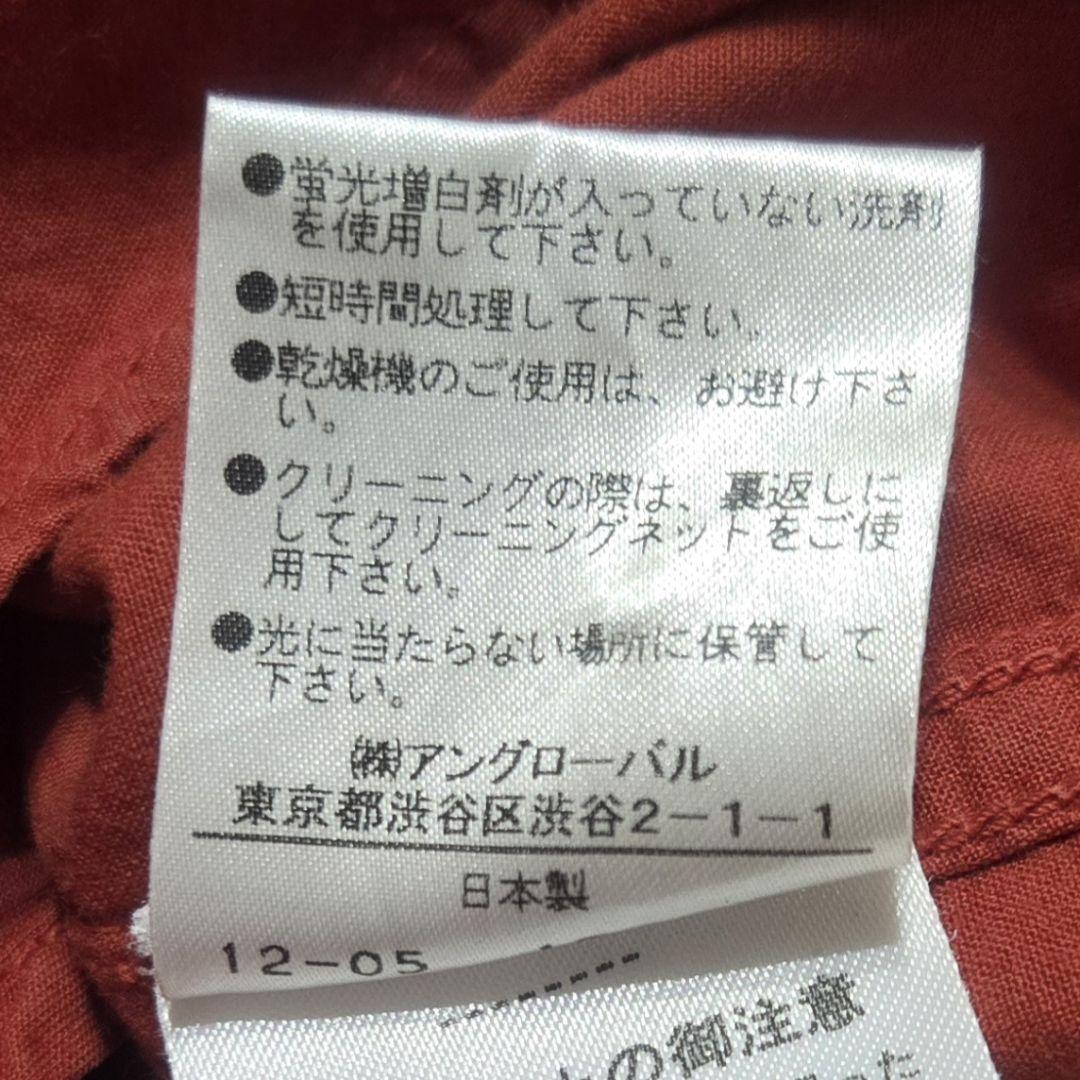 ●蛍光増白剤が入っていない洗剤
を使用して下さい。
●短時間処理して下さい。
●乾燥機のご使用は、お避け下さ
い。
●クリーニングの際は、裏返しに
してクリーニングネットをご使
用下さい。
●光に当たらない場所に保管して
下さい。
㈱アングローバル
東京都渋谷区渋谷2-1-1
日本製
12-05
の御注意
った